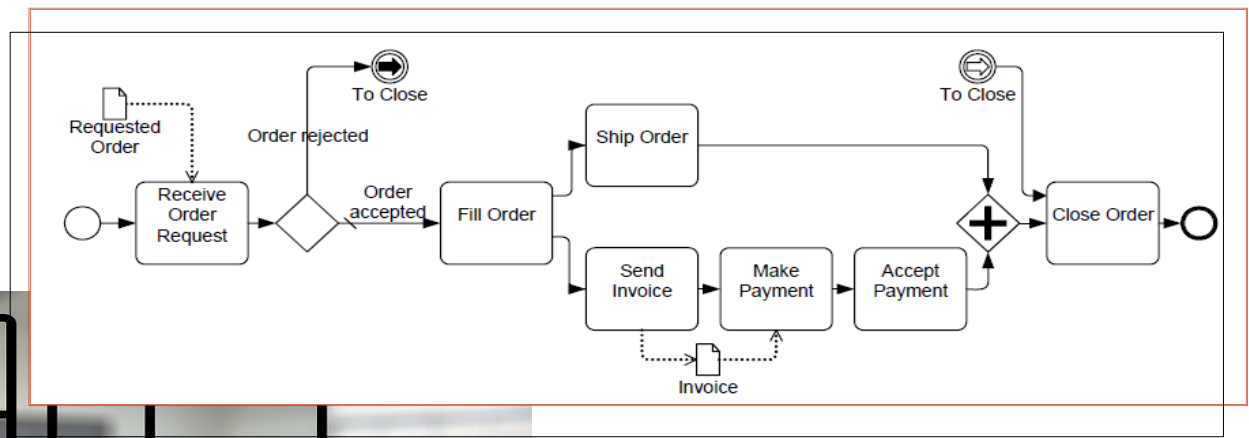 To Close
To Close
Requested
Order
Order rejected
Ship Order
Receive
Order
Request
Order
accepted
Fill Order
Close Order
Send
Invoice
Make
Payment
Accept
Payment
Invoice